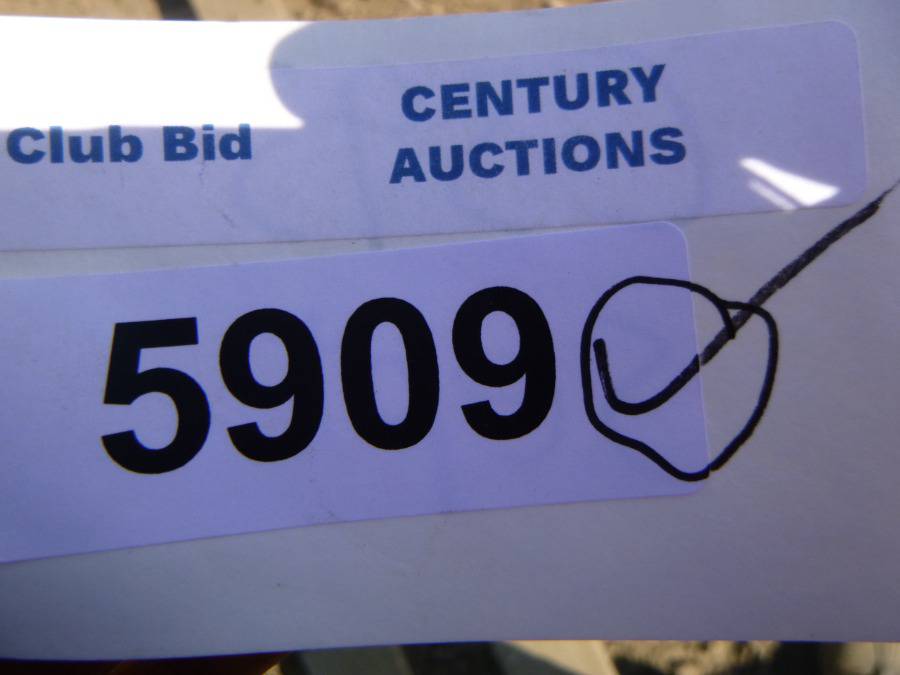 Club Bid
CENTURY
AUCTIONS
5909